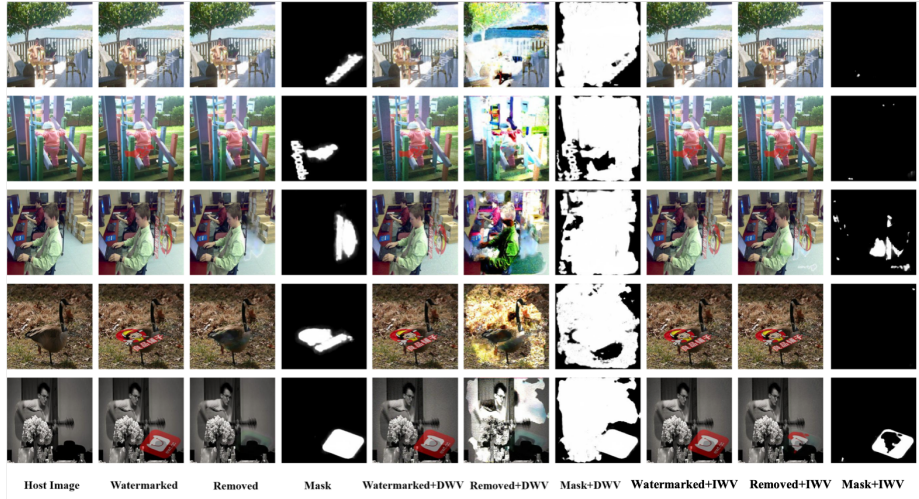 Host Image
Watermarked
Removed
Mask
Watermarked+DWV
Removed+DWV
Mask+DWV
Watermarked+IWV
Removed+IWV
Mask+IWV